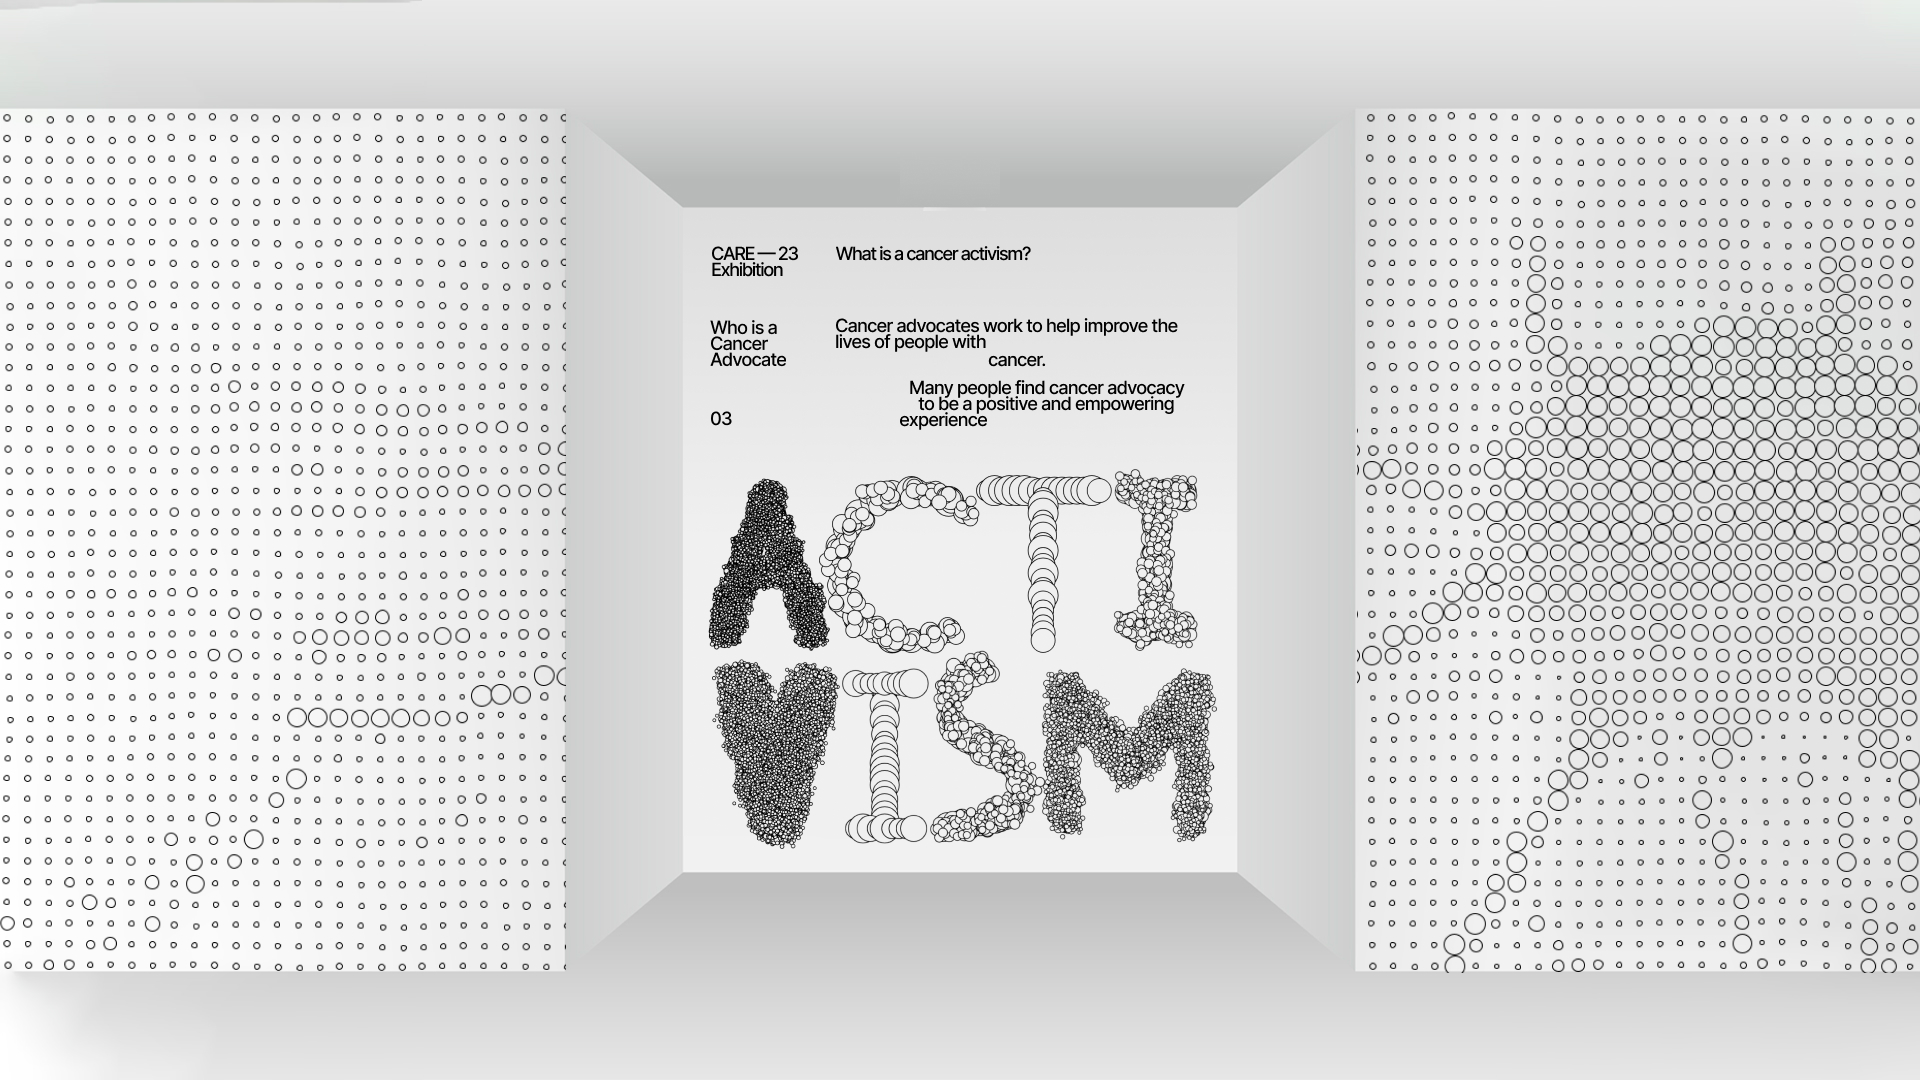 CARE — 23
Exhibition
What is a cancer activism?
Who is a
Cancer
Advocate
Cancer advocates work to help improve the
lives of people with
cancer.
Many people find cancer advocacy
to be a positive and empowering
experience
03
ACTI
VISM